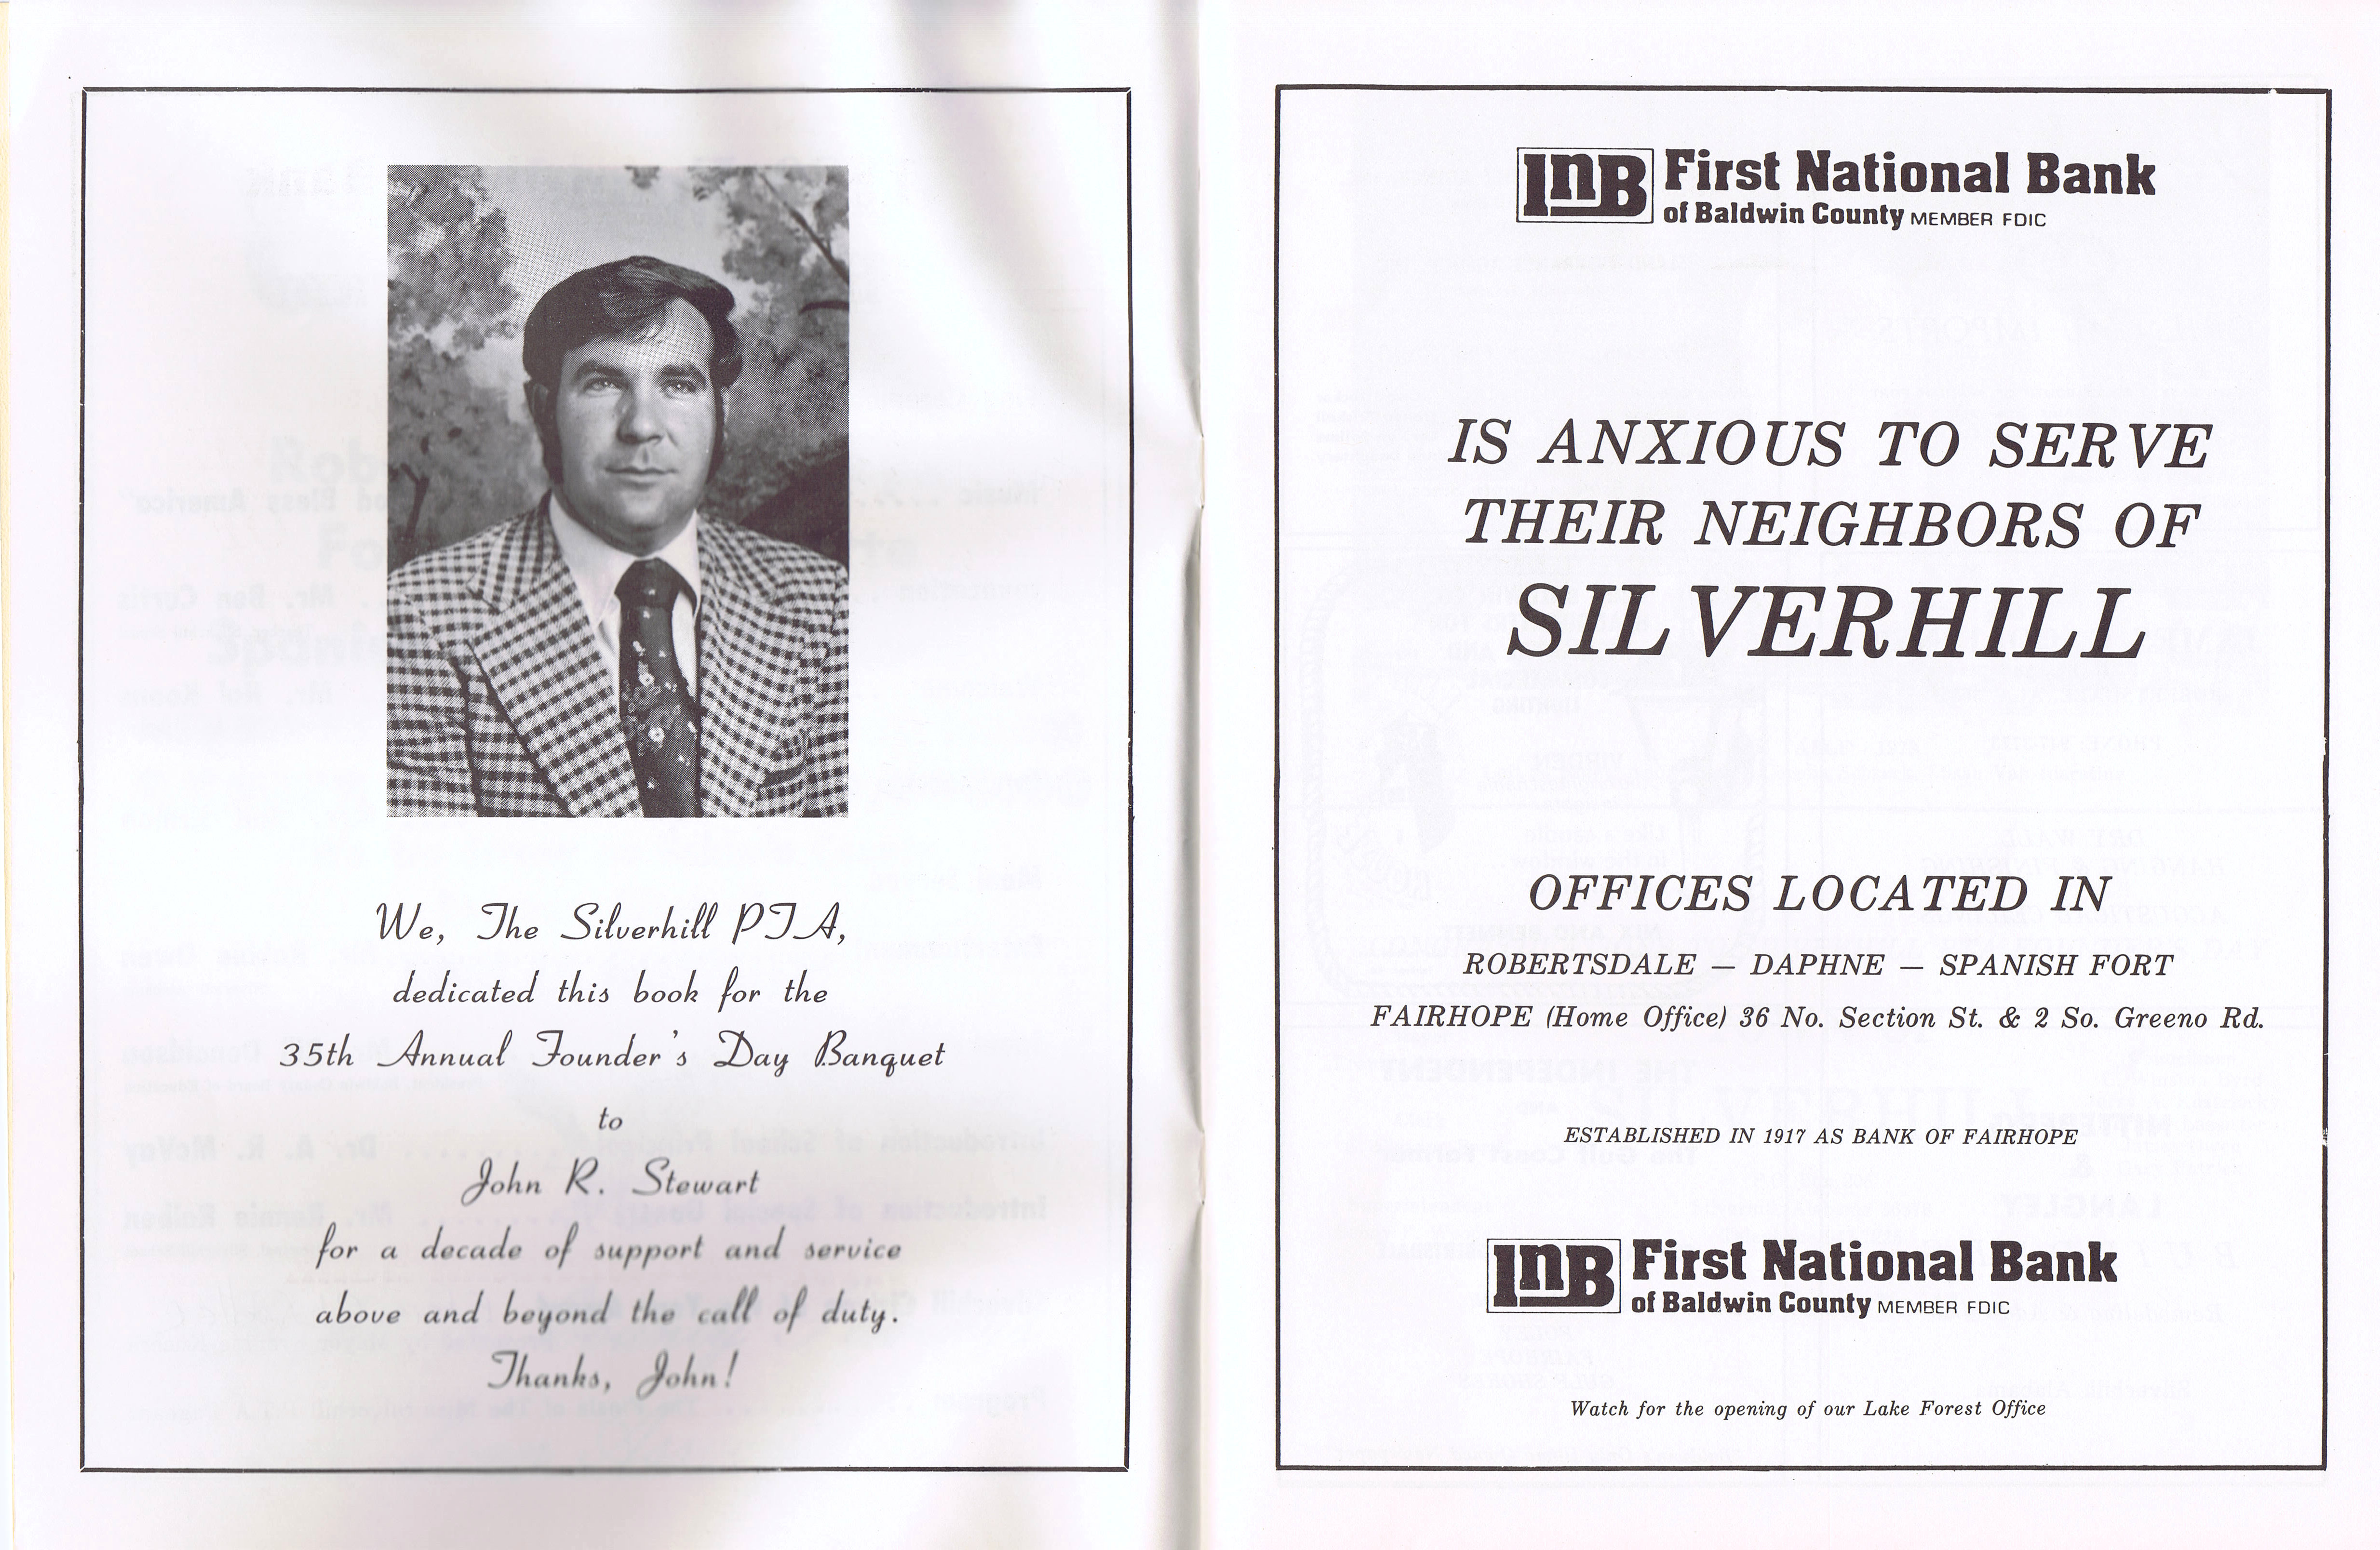 We, The Silverhill PTA,
dedicated this book for the
35th Annual Founder's Day Banquet
to
John R. Stewart
for a decade of support and service
above and beyond the call of duty.
Thanks, John!
FNB First National Bank
of Baldwin County MEMBER FDIC
IS ANXIOUS TO SERVE
THEIR NEIGHBORS OF
SILVERHILL
OFFICES LOCATED IN
ROBERTSDALE — DAPHNE — SPANISH FORT
FAIRHOPE (Home Office) 36 No. Section St. & 2 So. Greeno Rd.
ESTABLISHED IN 1917 AS BANK OF FAIRHOPE
FNB First National Bank
of Baldwin County MEMBER FDIC
Watch for the opening of our Lake Forest Office